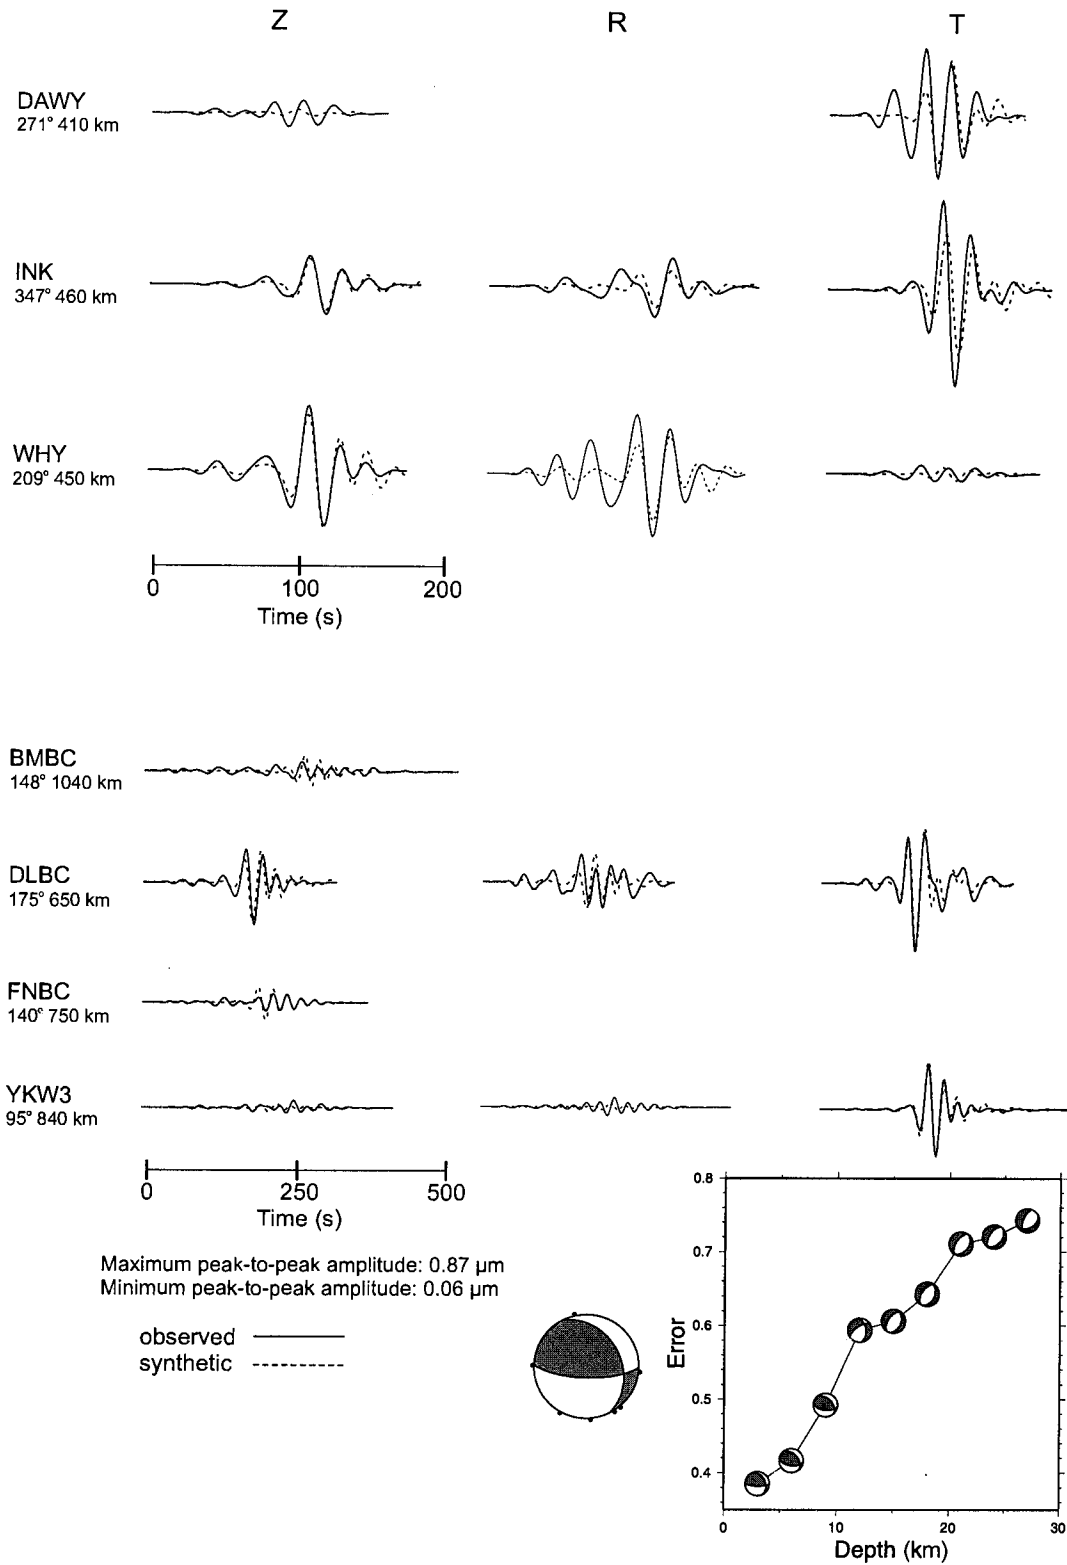 Z R T
DAWY
271° 410 km
INK
347° 460 km
WHY
209° 450 km
0 100 200
Time (s)
BMBC
148° 1040 km
DLBC
175° 650 km
FNBC
140° 750 km
YKW3
95° 840 km
0 250 500
Time (s)
Maximum peak-to-peak amplitude: 0.87 µm
Minimum peak-to-peak amplitude: 0.06 µm
observed
synthetic
0.8
0.7
0.6
0.5
0.4
Error
0 10 20 30
Depth (km)